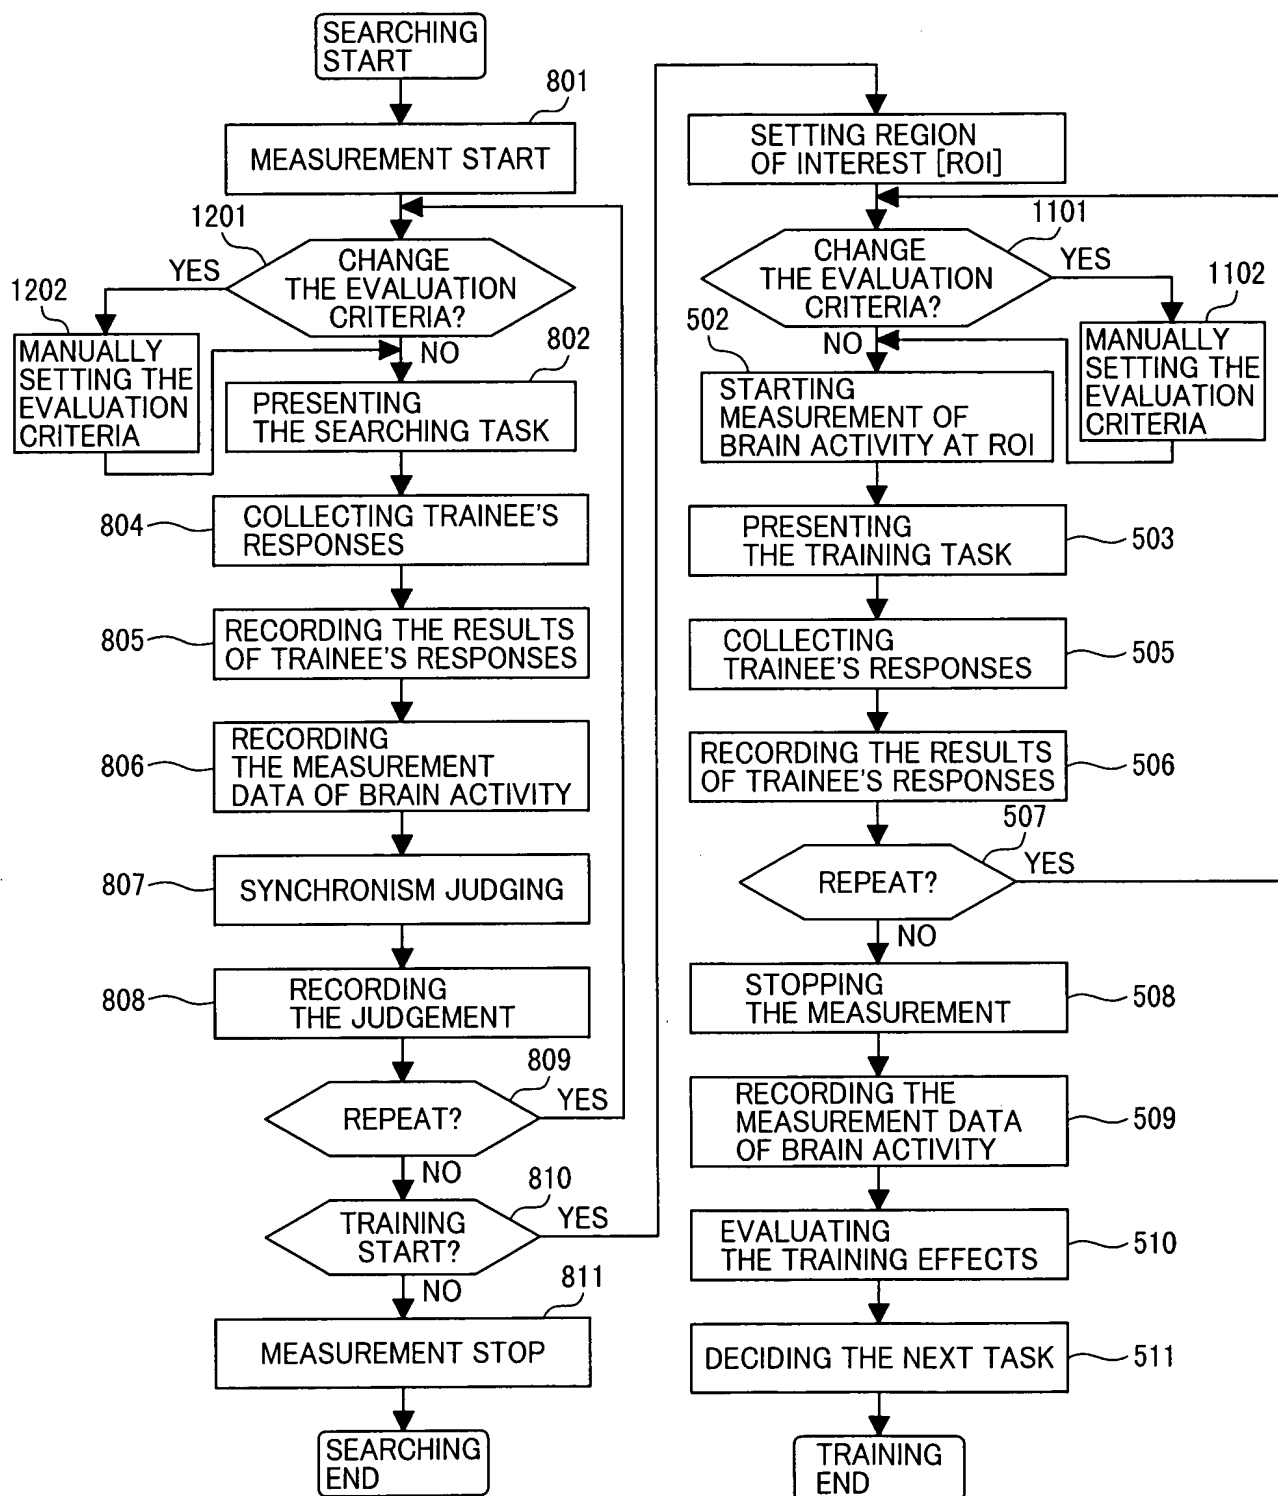 SEARCHING
START
801
MEASUREMENT START
1201
CHANGE
THE EVALUATION
CRITERIA?
YES
NO
1202
MANUALLY
SETTING THE
EVALUATION
CRITERIA
802
PRESENTING
THE SEARCHING TASK
804
COLLECTING TRAINEE'S
RESPONSES
805
RECORDING THE RESULTS
OF TRAINEE'S RESPONSES
806
RECORDING
THE MEASUREMENT
DATA OF BRAIN ACTIVITY
807
SYNCHRONISM JUDGING
808
RECORDING
THE JUDGEMENT
809
REPEAT?
YES
NO
810
TRAINING
START?
YES
NO
811
MEASUREMENT STOP
SEARCHING
END
SETTING REGION
OF INTEREST [ROI]
1101
CHANGE
THE EVALUATION
CRITERIA?
YES
NO
1102
MANUALLY
SETTING THE
EVALUATION
CRITERIA
502
STARTING
MEASUREMENT OF
BRAIN ACTIVITY AT ROI
PRESENTING
THE TRAINING TASK
503
COLLECTING
TRAINEE'S RESPONSES
505
RECORDING THE RESULTS
OF TRAINEE'S RESPONSES
506
507
REPEAT?
YES
NO
STOPPING
THE MEASUREMENT
508
RECORDING THE
MEASUREMENT DATA
OF BRAIN ACTIVITY
509
EVALUATING
THE TRAINING EFFECTS
510
DECIDING THE NEXT TASK
511
TRAINING
END